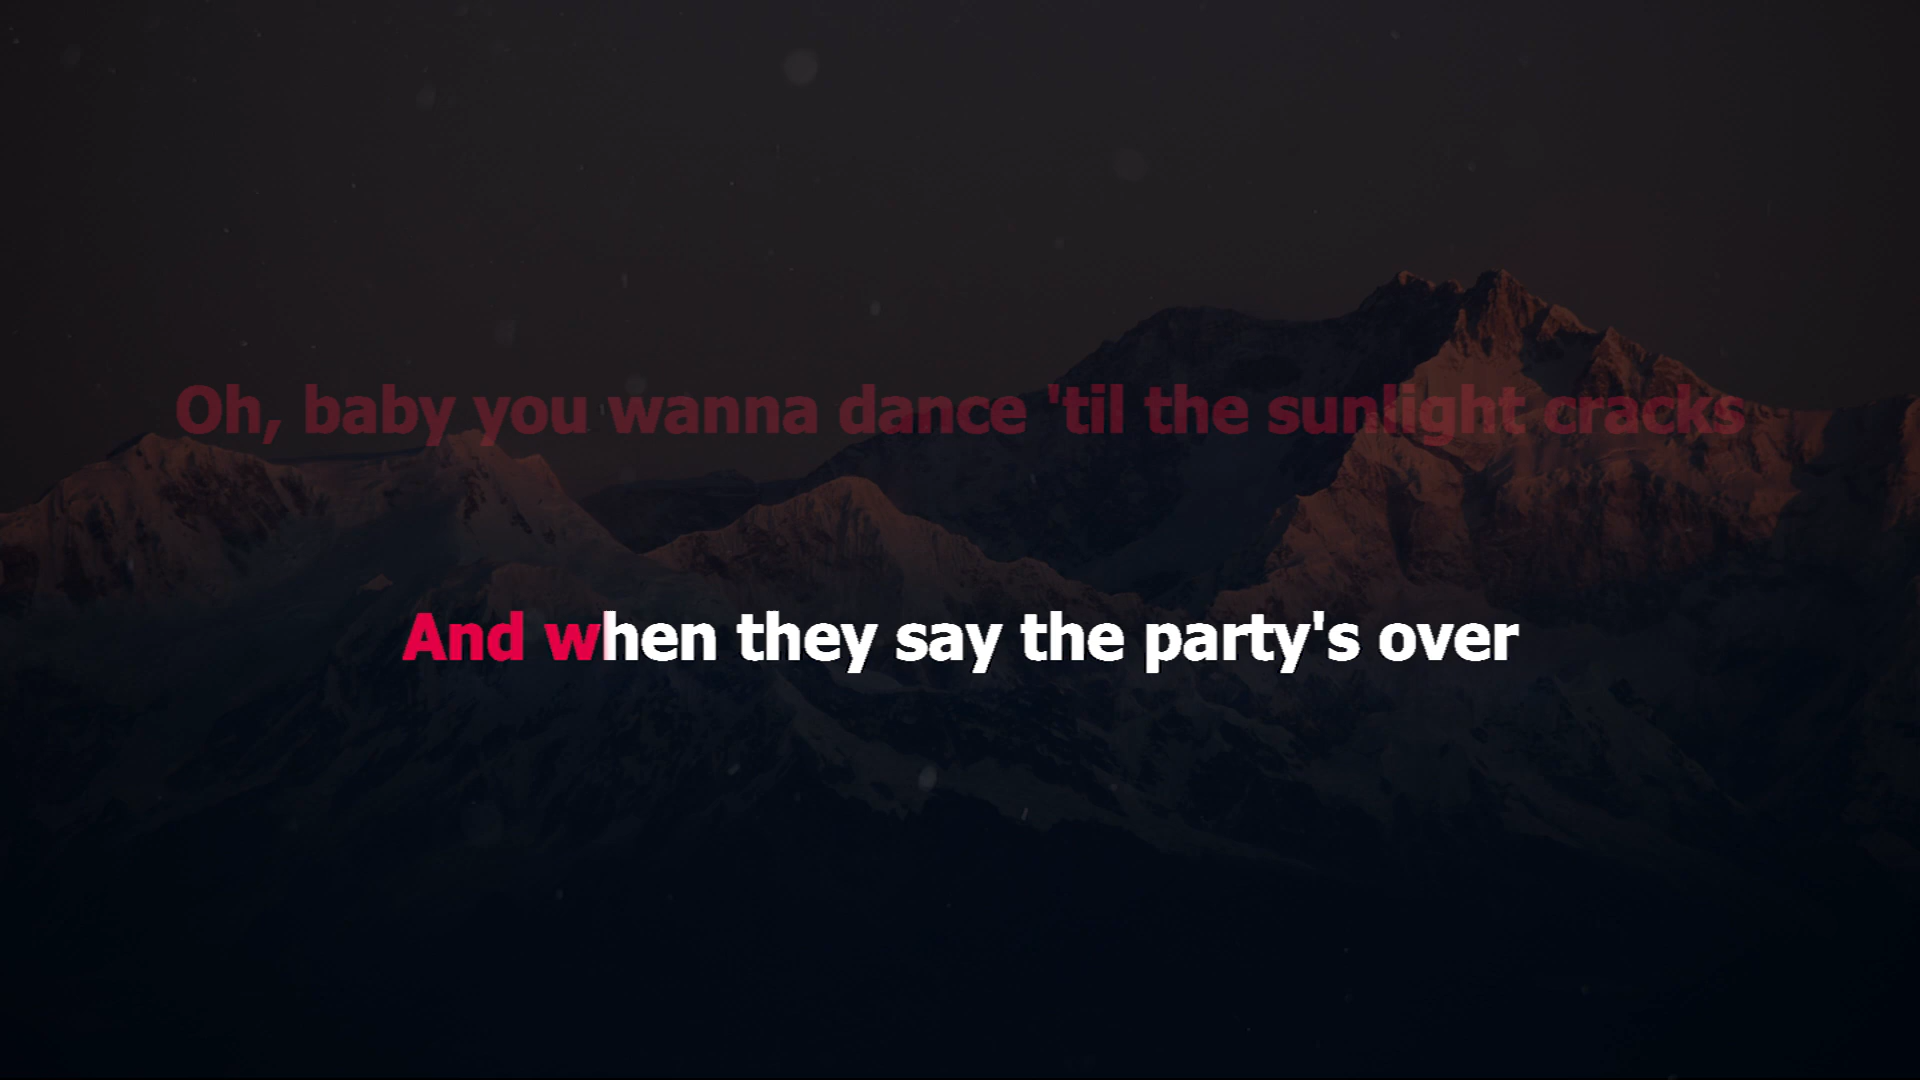 Oh, baby you wanna dance 'til the sunlight cracks
And when they say the party's over